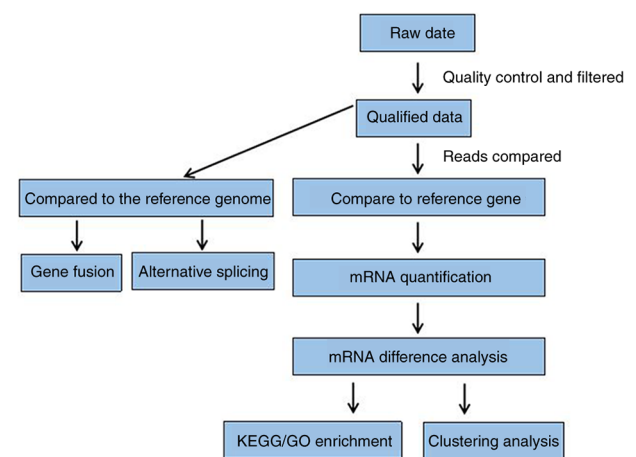 Raw date
Quality control and filtered
Qualified data
Reads compared
Compared to the reference genome
Compare to reference gene
Gene fusion
Alternative splicing
mRNA quantification
mRNA difference analysis
KEGG/GO enrichment
Clustering analysis